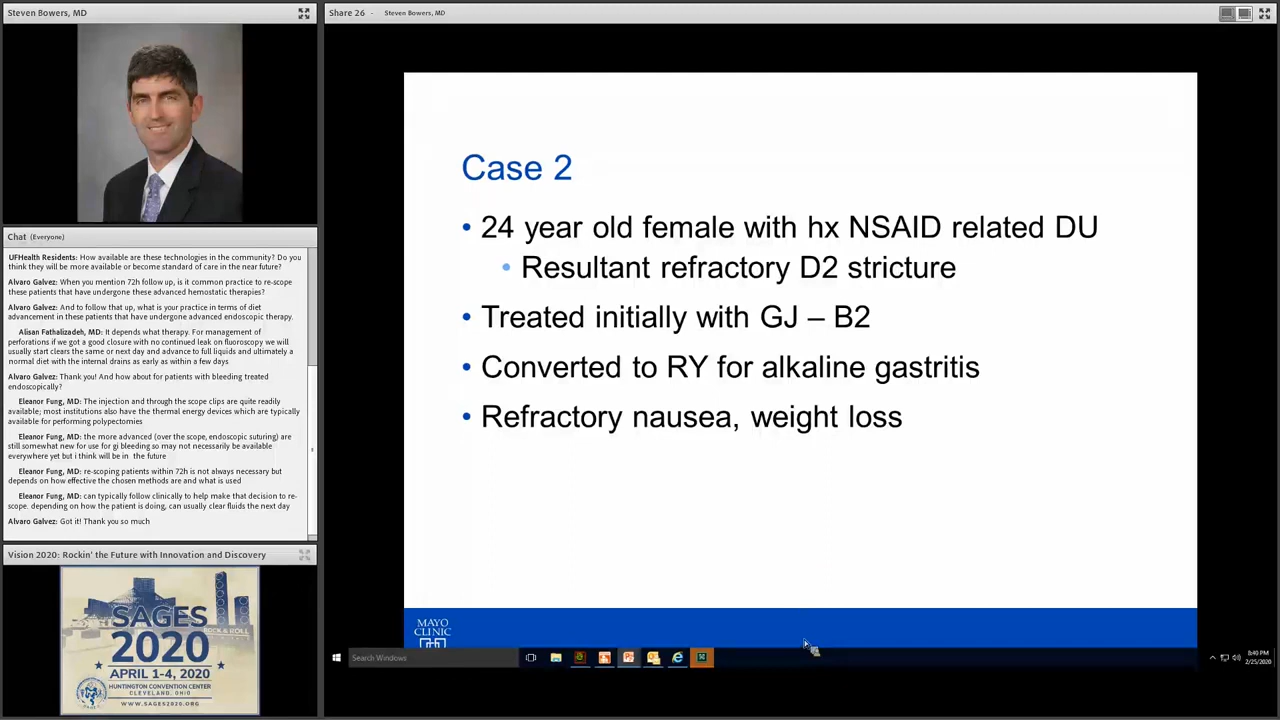 Steven Bowers, MD
Chat (Everyone)
UFHealth Residents: How available are these technologies in the community? Do you
think they will be more available or become standard of care in the near future?
Alvaro Galvez: When you mention 72h follow up, is it common practice to re-scope
these patients that have undergone these advanced hemostatic therapies?
Alvaro Galvez: And to follow that up, what is your practice in terms of diet
advancement in these patients that have undergone advanced endoscopic therapy.
Alisan Fathalizadeh, MD: It depends what therapy. For management of
perforations if we got a good closure with no continued leak on fluoroscopy we will
usually start clears the same or next day and advance to full liquids and ultimately a
normal diet with the internal drains as early as within a few days
Alvaro Galvez: Thank you! And how about for patients with bleeding treated
endoscopically?
Eleanor Fung, MD: The injection and through the scope clips are quite readily
available; most institutions also have the thermal energy devices which are typically
available for performing polypectomies
Eleanor Fung, MD: the more advanced (over the scope, endoscopic suturing) are
still somewhat new for use for gi bleeding so may not necessarily be available
everywhere yet but i think will be in the future
Eleanor Fung, MD: re-scoping patients within 72h is not always necessary but
depends on how effective the chosen methods are and what is used
Eleanor Fung, MD: can typically follow clinically to help make that decision to re-
scope. depending on how the patient is doing, can usually clear fluids the next day
Alvaro Galvez: Got it! Thank you so much
Vision 2020: Rockin' the Future with Innovation and Discovery
SAGES
ROCK & ROLL
2020
APRIL 1-4, 2020
HUNTINGTON CONVENTION CENTER
CLEVELAND, OHIO
WWW.SAGES2020.ORG
Share 26 - Steven Bowers, MD
Case 2
• 24 year old female with hx NSAID related DU
• Resultant refractory D2 stricture
• Treated initially with GJ – B2
• Converted to RY for alkaline gastritis
• Refractory nausea, weight loss
MAYO
CLINIC
Search Windows
8:40 PM
2/25/2020